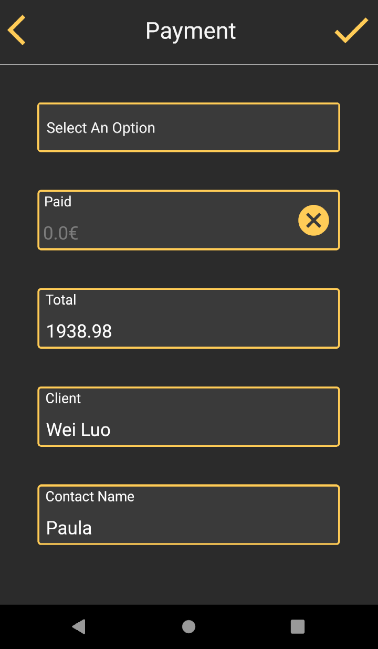 Payment
Select An Option
Paid
0.0€
Total
1938.98
Client
Wei Luo
Contact Name
Paula